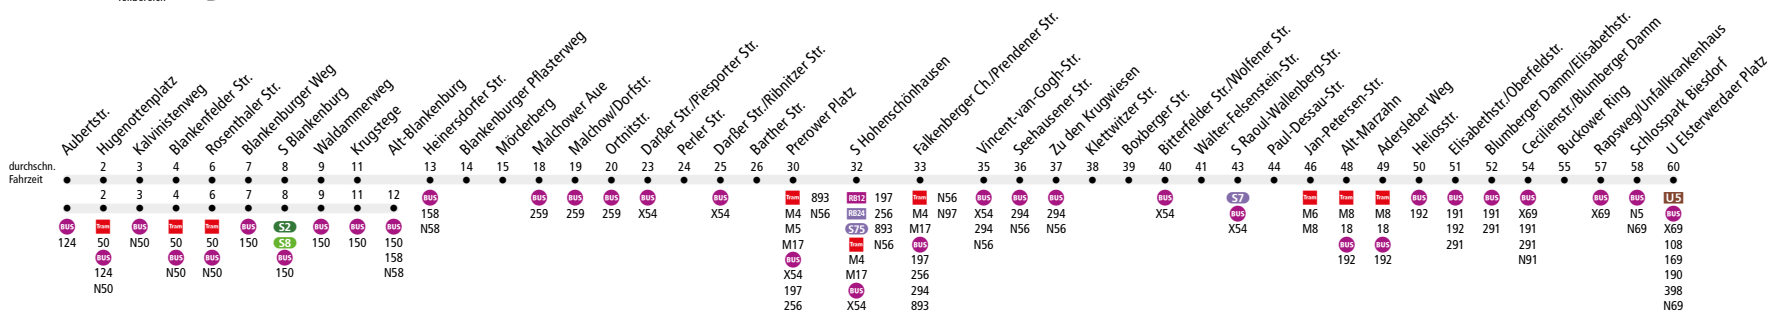 Aubertstr.
Hugenottenplatz
Kalvinistenweg
Blankenfelder Str.
Rosenthaler Str.
Blankenburger Weg
S Blankenburg
Waldammerweg
Krugstege
Alt-Blankenburg
Heinersdorfer Str.
Blankenburger Pflasterweg
Mörderberg
Malchower Aue
Malchow/Dorfstr.
Ortnitstr.
Darßer Str./Piesporter Str.
Perler Str.
Darßer Str./Ribnitzer Str.
Barther Str.
Prerower Platz
S Hohenschönhausen
Falkenberger Ch./Prendener Str.
Vincent-van-Gogh-Str.
Seehausener Str.
Zu den Krugwiesen
Klettwitzer Str.
Boxberger Str.
Bitterfelder Str./Wolfener Str.
Walter-Felsenstein-Str.
S Raoul-Wallenberg-Str.
Paul-Dessau-Str.
Jan-Petersen-Str.
Alt-Marzahn
Adersleber Weg
Heliosstr.
Elisabethstr./Oberfeldstr.
Blumberger Damm/Elisabethstr.
Cecilienstr./Blumberger Damm
Buckower Ring
Rapsweg/Unfallkrankenhaus
Schlosspark Biesdorf
U Elsterwerdaer Platz
durchschn. 2 3 4 6 7 8 9 11 13 14 15 18 19 20 23 24 25 26 30 32 33 35 36 37 38 39 40 41 43 44 46 48 49 50 51 52 54 55 57 58 60
Fahrzeit
2 3 4 6 7 8 9 11 12
BUS
124
Tram
50
BUS
124
N50
BUS
N50
Tram
50
BUS
N50
Tram
50
BUS
N50
BUS
150
S2
S8
BUS
150
BUS
150
BUS
150
BUS
150
158
N58
BUS
158
N58
BUS
259
BUS
259
BUS
259
BUS
X54
BUS
X54
Tram 893
M4 N56
M5
M17
BUS
X54
197
256
RB12 197
RB24 256
S75 893
Tram N56
M4
M17
BUS
X54
Tram N56
M4 N97
M17
BUS
197
256
294
893
BUS
X54
294
N56
BUS
294
N56
BUS
294
N56
BUS
X54
S7
BUS
X54
Tram
M6
M8
Tram
M8
18
BUS
192
Tram
M8
18
BUS
192
BUS
192
BUS
191
192
291
BUS
191
291
BUS
X69
191
291
N91
BUS
X69
BUS
N5
N69
U5
BUS
X69
108
169
190
398
N69